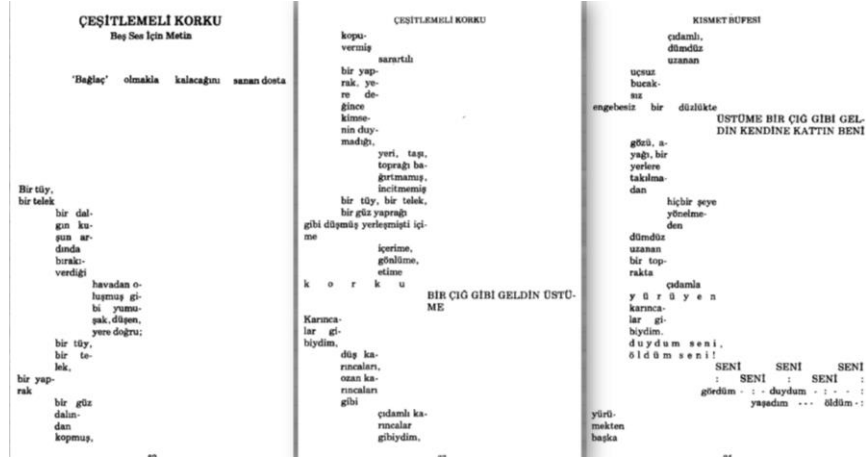 ÇEŞİTLEMELİ KORKU
Beş Ses İçin Metin
'Bağlaç' olmakla kalacağını sanan dosta
Bir tüy,
bir telek
bir dal-
gın ku-
şun ar-
dında
bırakı-
verdiği
havadan o-
luşmuş gi-
bi yumu-
şak, düşen,
yere doğru;
bir tüy,
bir te-
lek,
bir yap-
rak
bir güz
dalın-
dan
kopmuş,
ÇEŞİTLEMELİ KORKU
kopu-
vermiş
sarartılı
bir yap-
rak, ye-
re de-
ğince
kimse-
nin duy-
madığı,
yeri, taşı,
toprağı ba-
ğırtmamış,
incitmemiş
bir tüy, bir telek,
bir güz yaprağı
gibi düşmüş yerleşmişti içi-
me
içerime,
gönlüme,
etime
k o r k u
BİR ÇIĞ GİBİ GELDİN ÜSTÜ-
ME
Karınca-
lar gi-
biydim,
düş ka-
rıncaları,
ozan ka-
rıncaları
gibi
çıdamlı ka-
rıncalar
gibiydim,
KISMET BÜFESİ
çıdamlı,
dümdüz
uzanan
uçsuz
bucak-
sız
engebesiz bir düzlükte
ÜSTÜME BİR ÇIĞ GİBİ GEL-
DİN KENDİNE KATTIN BENİ
gözü, a-
yağı, bir
yerlere
takılma-
dan
hiçbir şeye
yönelme-
den
dümdüz
uzanan
bir top-
rakta
çıdamla
y ü r ü y e n
karınca-
lar gi-
biydim.
duydum seni,
öldüm seni!
SENİ SENİ SENİ
: SENİ : SENİ :
gördüm - : - duydum - : - - :
yaşadım - - - öldüm - :
yürü-
mekten
başka